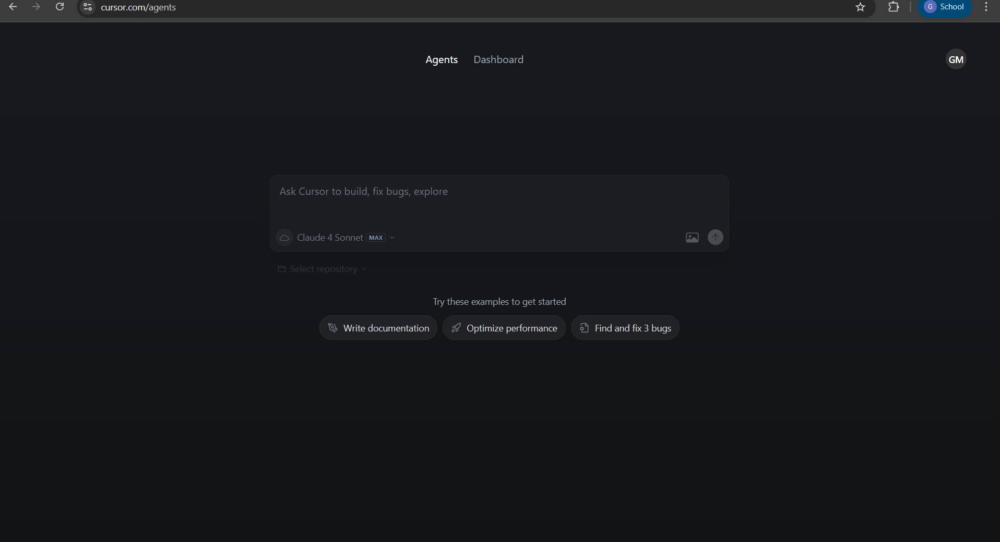 cursor.com/agents
G School
Agents Dashboard
GM
Ask Cursor to build, fix bugs, explore
Claude 4 Sonnet MAX
Select repository
Try these examples to get started
Write documentation Optimize performance Find and fix 3 bugs